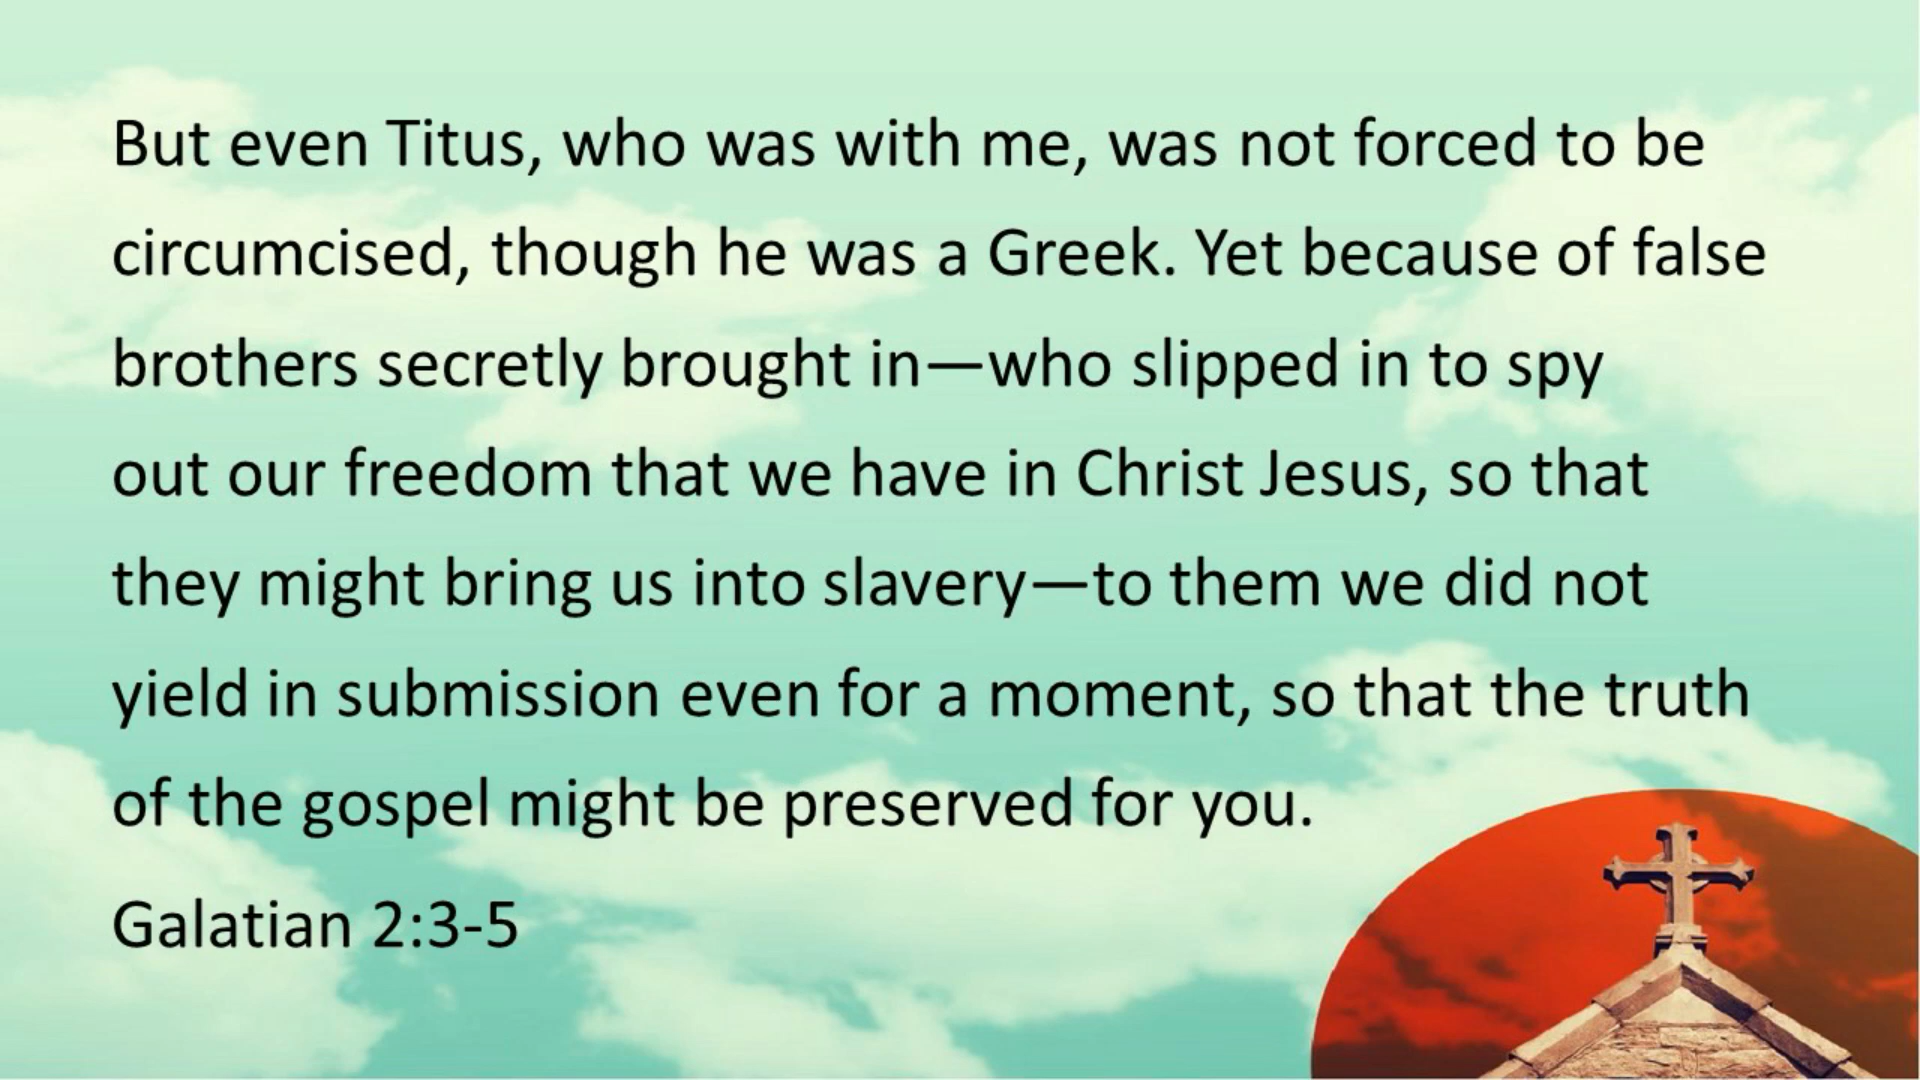 But even Titus, who was with me, was not forced to be
circumcised, though he was a Greek. Yet because of false
brothers secretly brought in—who slipped in to spy
out our freedom that we have in Christ Jesus, so that
they might bring us into slavery—to them we did not
yield in submission even for a moment, so that the truth
of the gospel might be preserved for you.
Galatian 2:3-5